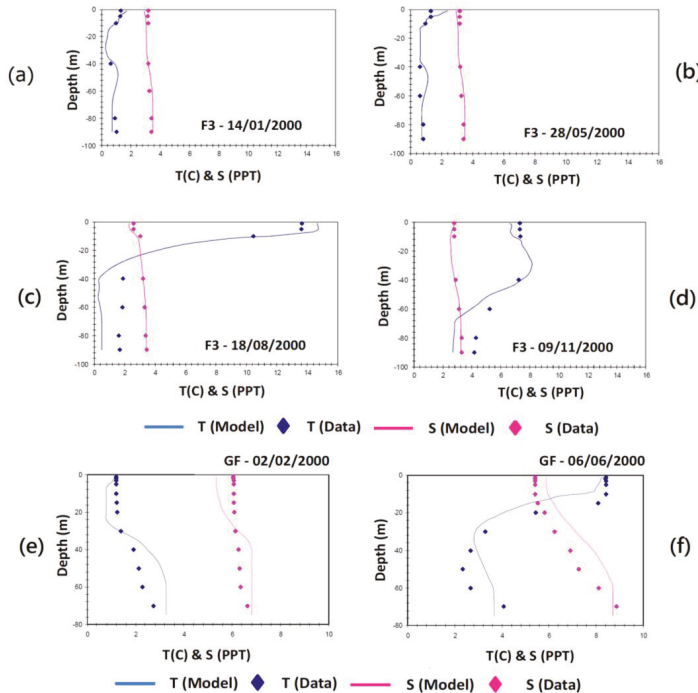 0 2 4 6 8 10 12 14 16
0
-20
-40
-60
-80
-100
Depth (m)
(a)
F3 - 14/01/2000
T(C) & S (PPT)
0 2 4 6 8 10 12 14 16
0
-20
-40
-60
-80
-100
Depth (m)
(b)
F3 - 28/05/2000
T(C) & S (PPT)
0 2 4 6 8 10 12 14 16
0
-20
-40
-60
-80
-100
Depth (m)
(c)
F3 - 18/08/2000
T(C) & S (PPT)
0 2 4 6 8 10 12 14 16
0
-20
-40
-60
-80
-100
Depth (m)
(d)
F3 - 09/11/2000
T(C) & S (PPT)
T (Model) T (Data) S (Model) S (Data)
GF - 02/02/2000
0
20
40
60
-80
0 2 4 6 8 10
Depth (m)
(e)
T(C) & S (PPT)
GF - 06/06/2000
0
20
40
60
-80
0 2 4 6 8 10
Depth (m)
(f)
T(C) & S (PPT)
T (Model) T (Data) S (Model) S (Data)